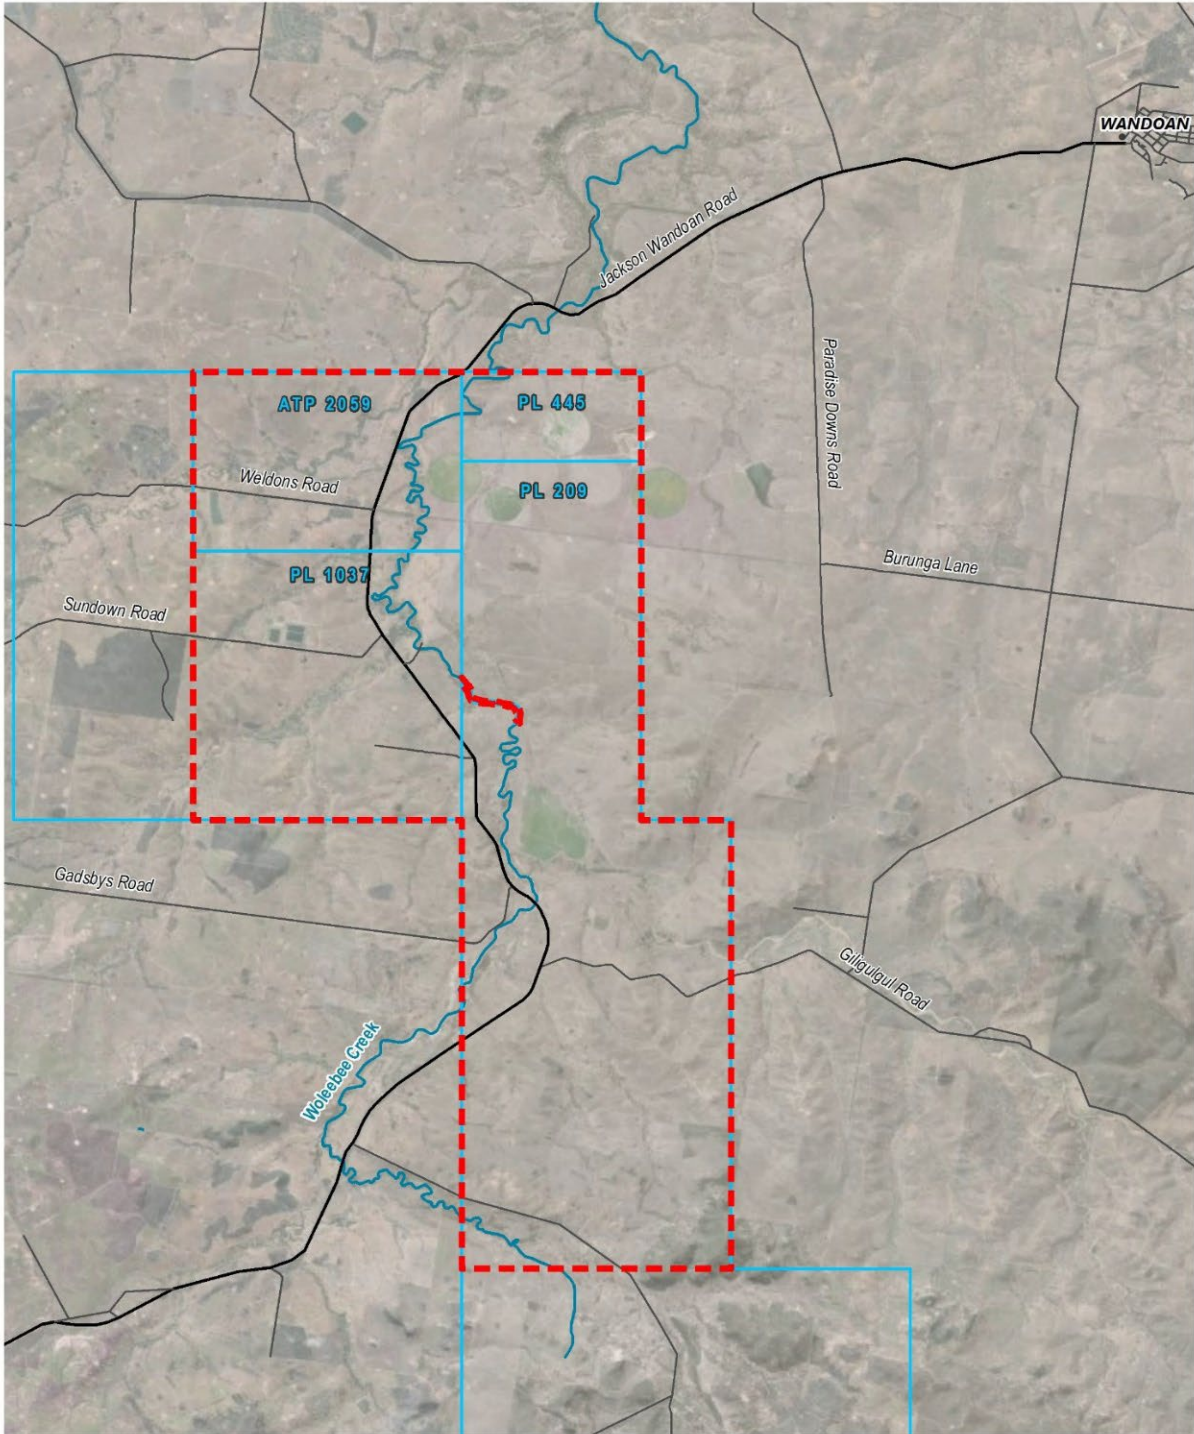 WANDOAN
Jackson Wandoan Road
Paradise Downs Road
ATP 2059
PL 445
Weldons Road
PL 209
Burunga Lane
PL 1037
Sundown Road
Gadsbys Road
Giligulgul Road
Woleebee Creek